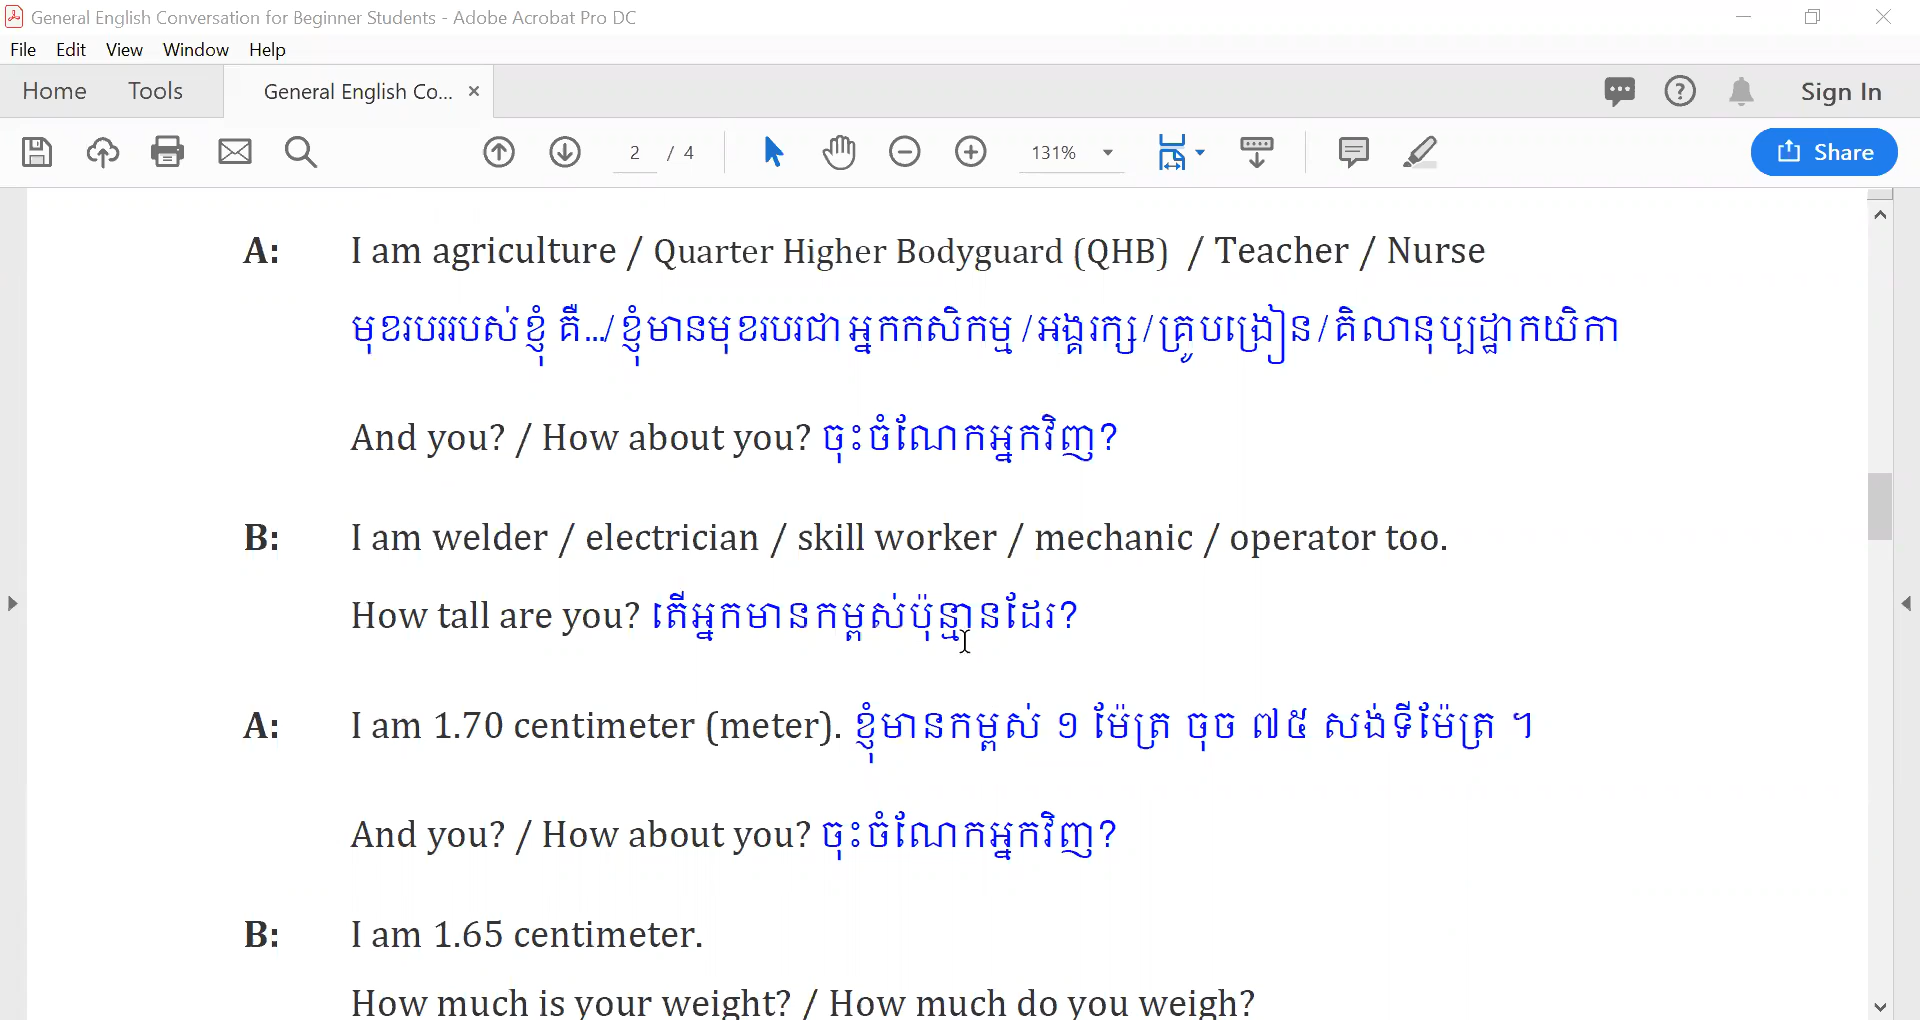 General English Conversation for Beginner Students - Adobe Acrobat Pro DC
File Edit View Window Help
Home Tools General English Co... × Sign In
2 / 4 131% Share
A: I am agriculture / Quarter Higher Bodyguard (QHB) / Teacher / Nurse
មុខរបររបស់ខ្ញុំ គឺ.../ខ្ញុំមានមុខរបរជា អ្នកកសិកម្ម /អង្គរក្ស/គ្រូបង្រៀន/គិលានុប្បដ្ឋាកយិកា
And you? / How about you? ចុះចំណែកអ្នកវិញ?
B: I am welder / electrician / skill worker / mechanic / operator too.
How tall are you? តើអ្នកមានកម្ពស់ប៉ុន្មានដែរ?
A: I am 1.70 centimeter (meter). ខ្ញុំមានកម្ពស់ ១ ម៉ែត្រ ចុច ៧៥ សង់ទីម៉ែត្រ ។
And you? / How about you? ចុះចំណែកអ្នកវិញ?
B: I am 1.65 centimeter.
How much is your weight? / How much do you weigh?